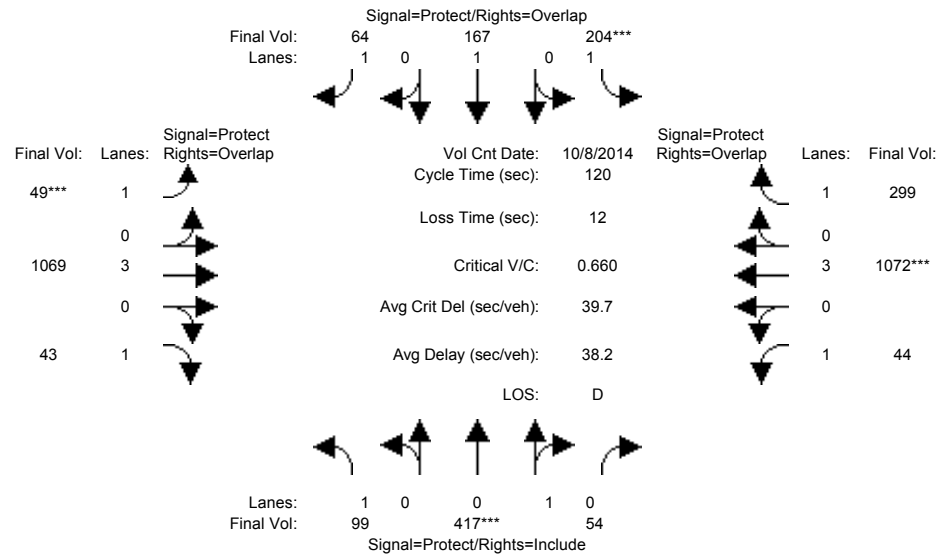 Signal=Protect/Rights=Overlap
Final Vol: 64 167 204***
Lanes: 1 0 1 0 1
Signal=Protect
Final Vol: Lanes: Rights=Overlap
Vol Cnt Date: 10/8/2014
Signal=Protect
Rights=Overlap Lanes: Final Vol:
Cycle Time (sec): 120
49*** 1
1 299
Loss Time (sec): 12
0
0
1069 3
Critical V/C: 0.660
3 1072***
0
Avg Crit Del (sec/veh): 39.7
0
43 1
Avg Delay (sec/veh): 38.2
1 44
LOS: D
Lanes: 1 0 0 1 0
Final Vol: 99 417*** 54
Signal=Protect/Rights=Include